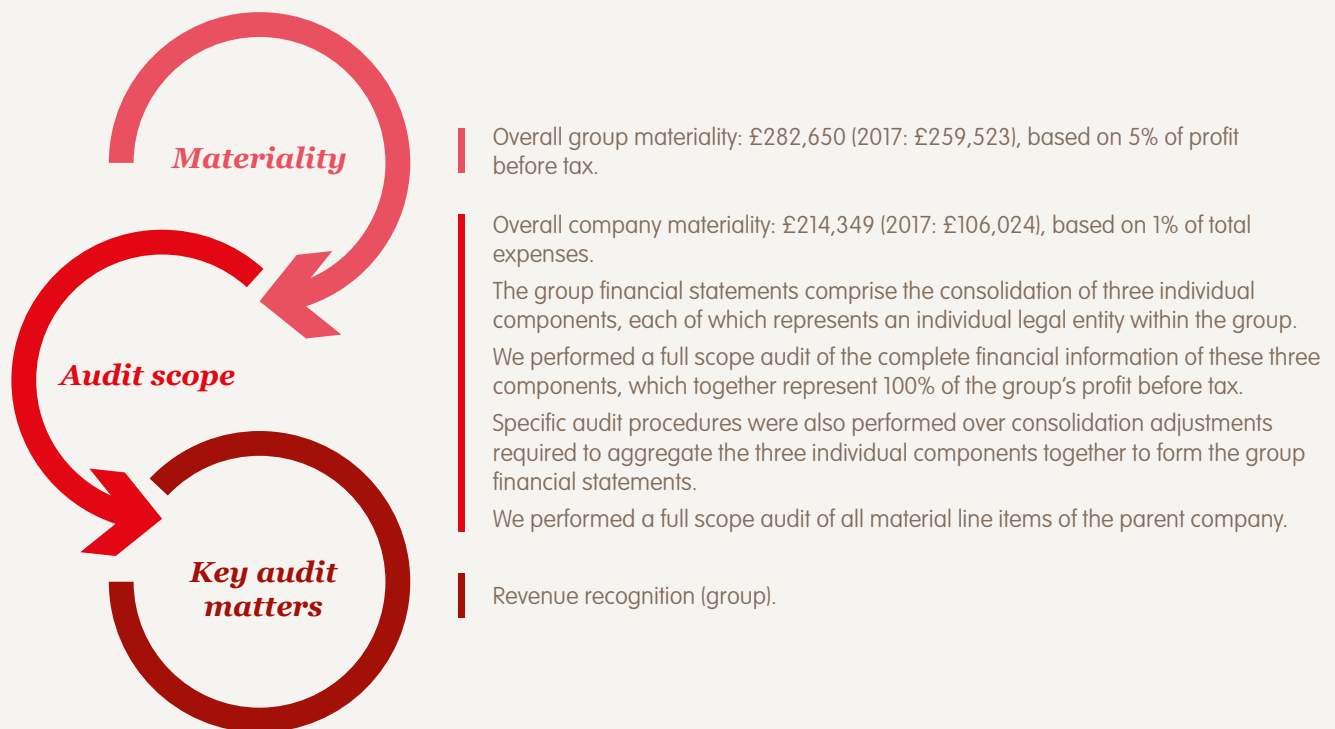 Materiality
Overall group materiality: £282,650 (2017: £259,523), based on 5% of profit
before tax.
Overall company materiality: £214,349 (2017: £106,024), based on 1% of total
expenses.
The group financial statements comprise the consolidation of three individual
components, each of which represents an individual legal entity within the group.
Audit scope
We performed a full scope audit of the complete financial information of these three
components, which together represent 100% of the group’s profit before tax.
Specific audit procedures were also performed over consolidation adjustments
required to aggregate the three individual components together to form the group
financial statements.
We performed a full scope audit of all material line items of the parent company.
Key audit
matters
Revenue recognition (group).